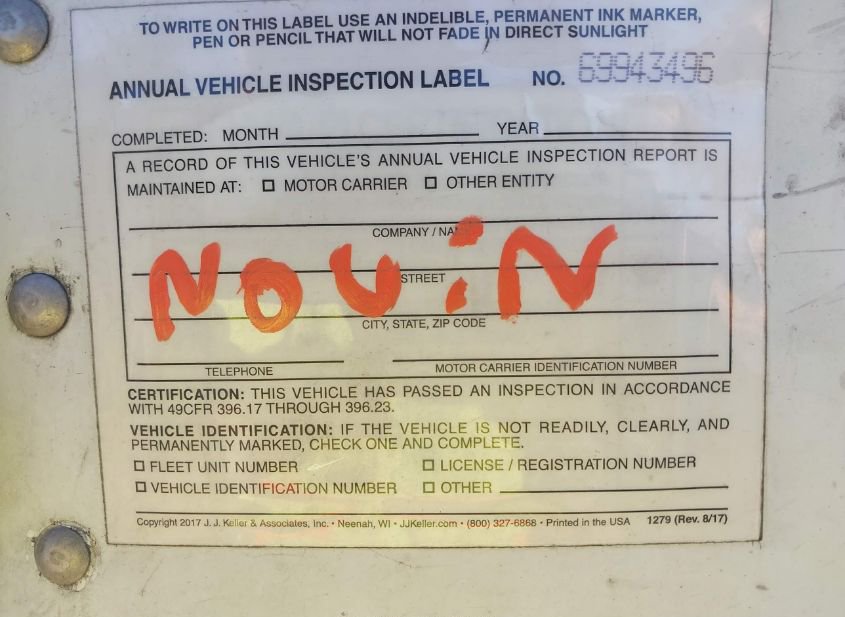 TO WRITE ON THIS LABEL USE AN INDELIBLE, PERMANENT INK MARKER,
PEN OR PENCIL THAT WILL NOT FADE IN DIRECT SUNLIGHT
ANNUAL VEHICLE INSPECTION LABEL NO. 69943496
COMPLETED: MONTH YEAR
A RECORD OF THIS VEHICLE'S ANNUAL VEHICLE INSPECTION REPORT IS
MAINTAINED AT: ☐ MOTOR CARRIER ☐ OTHER ENTITY
COMPANY / NAME
NOUiN
STREET
CITY, STATE, ZIP CODE
TELEPHONE MOTOR CARRIER IDENTIFICATION NUMBER
CERTIFICATION: THIS VEHICLE HAS PASSED AN INSPECTION IN ACCORDANCE
WITH 49CFR 396.17 THROUGH 396.23.
VEHICLE IDENTIFICATION: IF THE VEHICLE IS NOT READILY, CLEARLY, AND
PERMANENTLY MARKED, CHECK ONE AND COMPLETE.
☐ FLEET UNIT NUMBER ☐ LICENSE / REGISTRATION NUMBER
☐ VEHICLE IDENTIFICATION NUMBER ☐ OTHER
Copyright 2017 J. J. Keller & Associates, Inc. • Neenah, WI • JJKeller.com • (800) 327-6868 • Printed in the USA 1279 (Rev. 8/17)